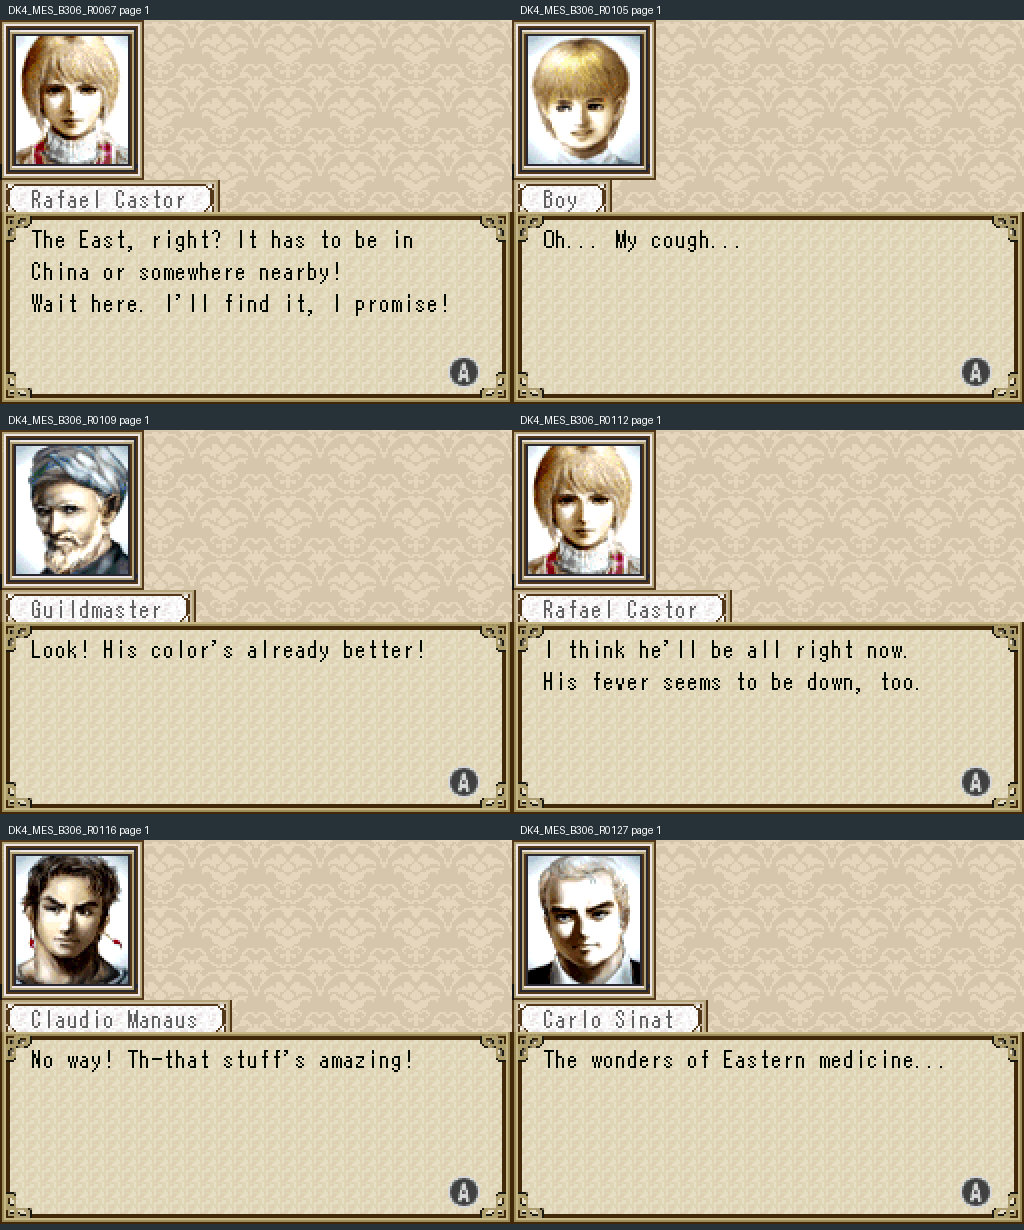 DK4_MES_B306_R0067 page 1
Rafael Castor
The East, right? It has to be in
China or somewhere nearby!
Wait here. I'll find it, I promise!
A
DK4_MES_B306_R0105 page 1
Boy
Oh... My cough...
A
DK4_MES_B306_R0109 page 1
Guildmaster
Look! His color's already better!
A
DK4_MES_B306_R0112 page 1
Rafael Castor
I think he'll be all right now.
His fever seems to be down, too.
A
DK4_MES_B306_R0116 page 1
Claudio Manaus
No way! Th-that stuff's amazing!
A
DK4_MES_B306_R0127 page 1
Carlo Sinat
The wonders of Eastern medicine...
A